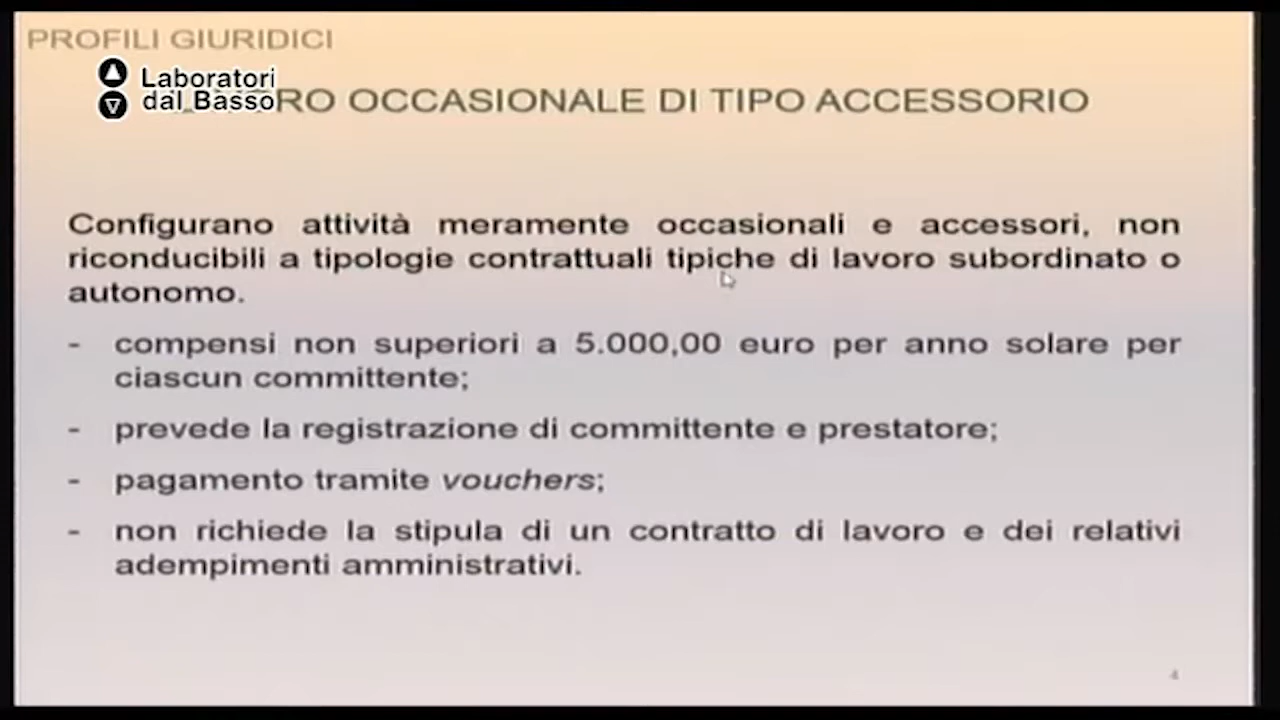 PROFILI GIURIDICI
Laboratori
dal Basso
OCCASIONALE DI TIPO ACCESSORIO
Configurano attività meramente occasionali e accessori, non
riconducibili a tipologie contrattuali tipiche di lavoro subordinato o
autonomo.
- compensi non superiori a 5.000,00 euro per anno solare per
ciascun committente;
- prevede la registrazione di committente e prestatore;
- pagamento tramite vouchers;
- non richiede la stipula di un contratto di lavoro e dei relativi
adempimenti amministrativi.
4